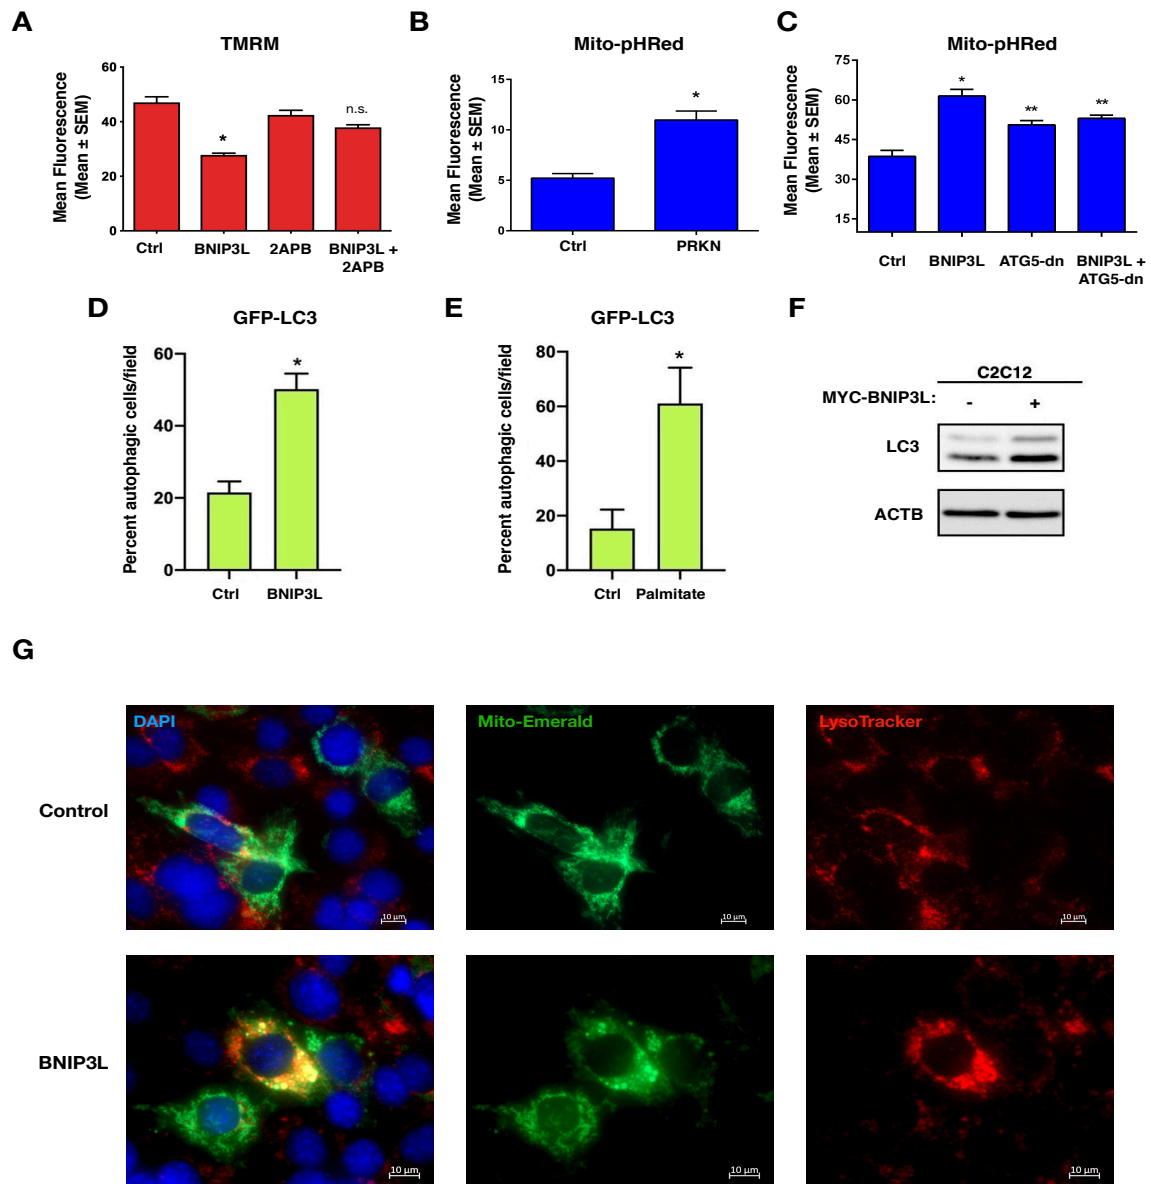 A
TMRM
Mean Fluorescence
(Mean ± SEM)
60
40
20
0
*
n.s.
Ctrl
BNIP3L
2APB
BNIP3L +
2APB
B
Mito-pHRed
Mean Fluorescence
(Mean ± SEM)
15
10
5
0
*
Ctrl
PRKN
C
Mito-pHRed
Mean Fluorescence
(Mean ± SEM)
75
60
45
30
15
*
**
**
Ctrl
BNIP3L
ATG5-dn
BNIP3L +
ATG5-dn
D
GFP-LC3
Percent autophagic cells/field
60
40
20
0
*
Ctrl
BNIP3L
E
GFP-LC3
Percent autophagic cells/field
80
60
40
20
0
*
Ctrl
Palmitate
F
C2C12
MYC-BNIP3L: - +
LC3
ACTB
G
DAPI
Mito-Emerald
LysoTracker
Control
10 µm
10 µm
10 µm
BNIP3L
10 µm
10 µm
10 µm